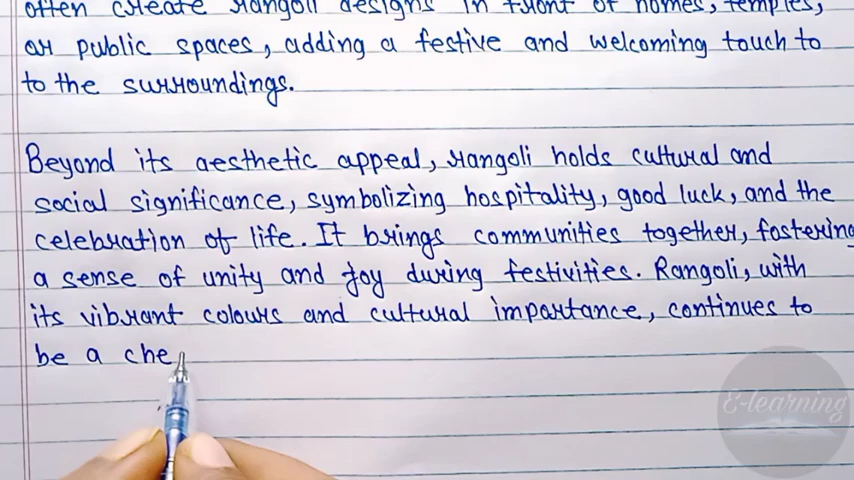 often create rangoli designs in front of homes, temples,
or public spaces, adding a festive and welcoming touch to
to the surroundings.
Beyond its aesthetic appeal, rangoli holds cultural and
social significance, symbolizing hospitality, good luck, and the
celebration of life. It brings communities together, fostering
a sense of unity and joy during festivities. Rangoli, with
its vibrant colours and cultural importance, continues to
be a che
E-learning